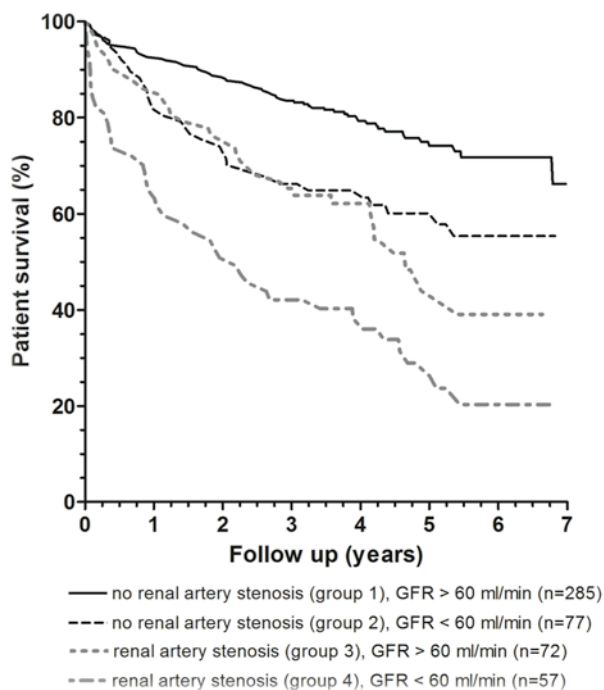 100
80
60
40
20
0
Patient survival (%)
0 1 2 3 4 5 6 7
Follow up (years)
no renal artery stenosis (group 1), GFR > 60 ml/min (n=285)
no renal artery stenosis (group 2), GFR < 60 ml/min (n=77)
renal artery stenosis (group 3), GFR > 60 ml/min (n=72)
renal artery stenosis (group 4), GFR < 60 ml/min (n=57)